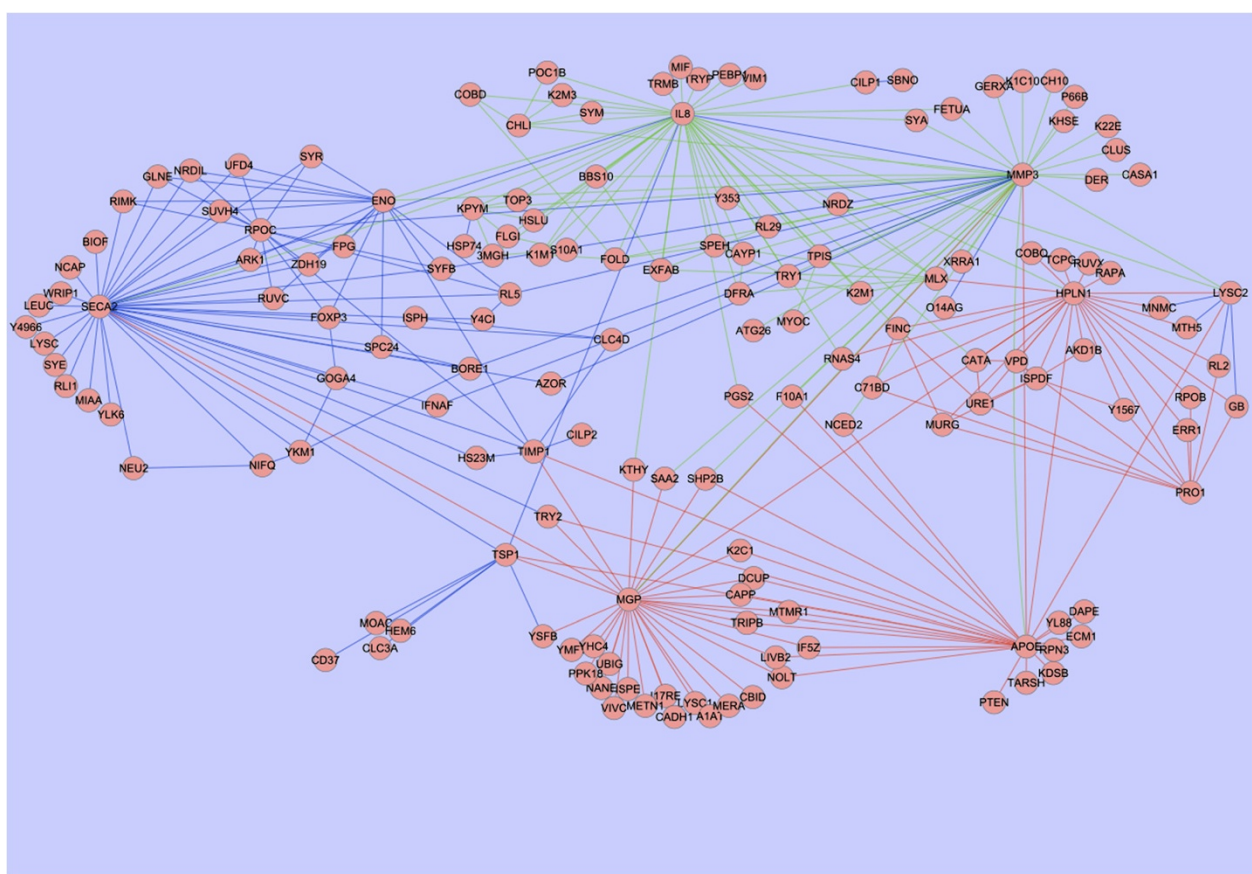 MIF
POC1B
TRMB
TRYP
PEBP1
VIM1
CILP1
SBNO
GERXA
K1C10
CH10
COBD
K2M3
P66B
CHLI
SYM
IL8
SYA
FETUA
KHSE
K22E
CLUS
SYR
GLNE
NRDIL
UFD4
BBS10
MMP3
DER
CASA1
RIMK
SUVH4
ENO
KPYM
TOP3
Y353
NRDZ
HSLU
RPOC
FLGI
RL29
BIOF
FPG
HSP74
3MGH
K1M1
S10A1
SPEH
CAYP1
TPIS
COBQ
ARK1
ZDH19
FOLD
XRRA1
RUVX
NCAP
SYFB
EXFAB
TRY1
MLX
RAPA
WRIP1
RUVC
RL5
DFRA
K2M1
HPLN1
LYSC2
LEUC
SECA2
O14AG
MNMC
Y4966
FOXP3
ISPH
Y4CI
ATG26
MYOC
FINC
MTH5
LYSC
SPC24
CLC4D
AKD1B
SYE
BORE1
RNAS4
CATA
VPD
RL2
RLI1
GOGA4
AZOR
C71BD
ISPDF
MIAA
IFNAF
PGS2
F10A1
URE1
Y1567
RPOB
GB
YLK6
NCED2
MURG
ERR1
CILP2
YKM1
TIMP1
NEU2
NIFQ
HS23M
KTHY
SAA2
SHP2B
PRO1
TRY2
TSP1
K2C1
DCUP
MGP
CAPP
MTMR1
MOAC
HEM6
TRIPB
YL88
DAPE
YSFB
ECM1
CLC3A
YHC4
IF5Z
APOE
RPN3
CD37
UBIG
LIVB2
PPK18
NOLT
KDSB
NANE
ISPE
TARSH
VIVC
METN1
LYSC1
MERA
CBID
PTEN
CADH1